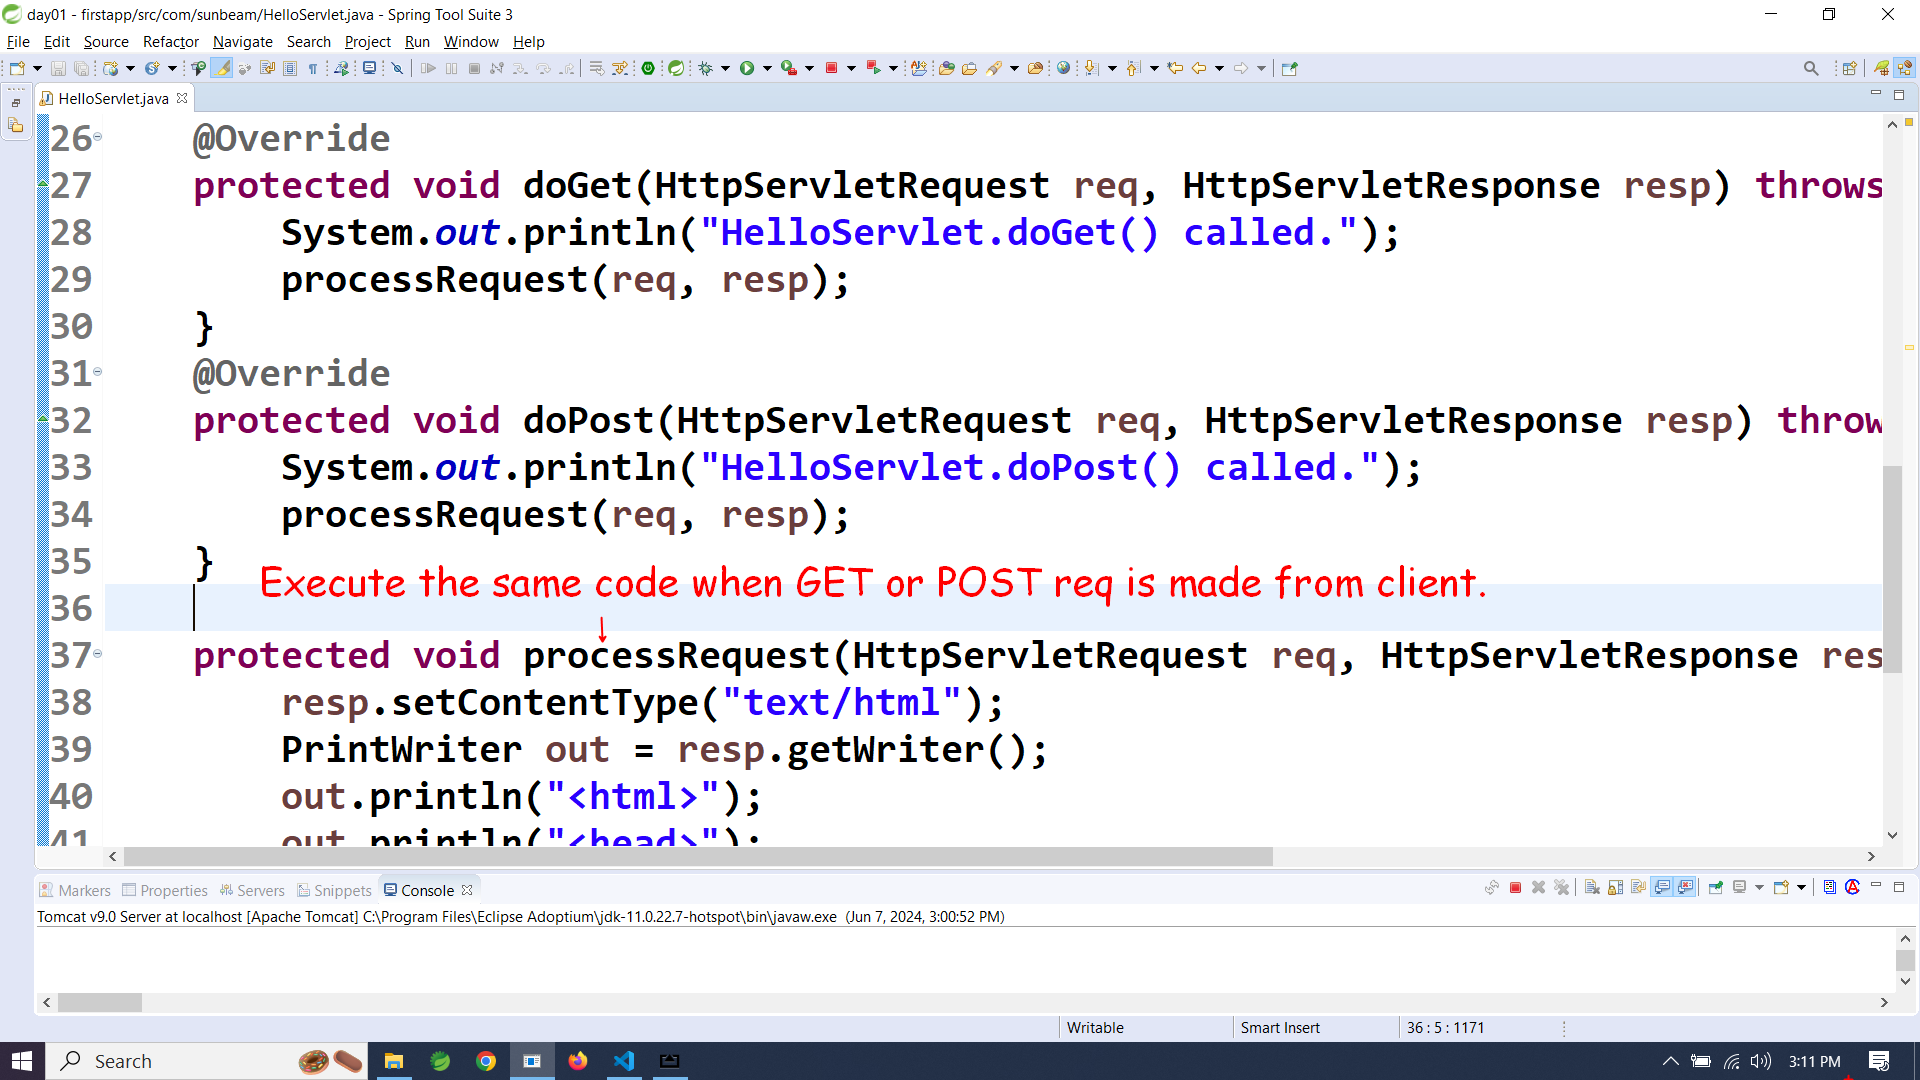 day01 - firstapp/src/com/sunbeam/HelloServlet.java - Spring Tool Suite 3
File Edit Source Refactor Navigate Search Project Run Window Help
HelloServlet.java
26 @Override
27 protected void doGet(HttpServletRequest req, HttpServletResponse resp) throws
28 System.out.println("HelloServlet.doGet() called.");
29 processRequest(req, resp);
30 }
31 @Override
32 protected void doPost(HttpServletRequest req, HttpServletResponse resp) throw
33 System.out.println("HelloServlet.doPost() called.");
34 processRequest(req, resp);
35 }
Execute the same code when GET or POST req is made from client.
36
37 protected void processRequest(HttpServletRequest req, HttpServletResponse res
38 resp.setContentType("text/html");
39 PrintWriter out = resp.getWriter();
40 out.println("<html>");
41 out.println("<head>");
Markers Properties Servers Snippets Console
Tomcat v9.0 Server at localhost [Apache Tomcat] C:\Program Files\Eclipse Adoptium\jdk-11.0.22.7-hotspot\bin\javaw.exe (Jun 7, 2024, 3:00:52 PM)
Writable Smart Insert 36 : 5 : 1171
Search 3:11 PM